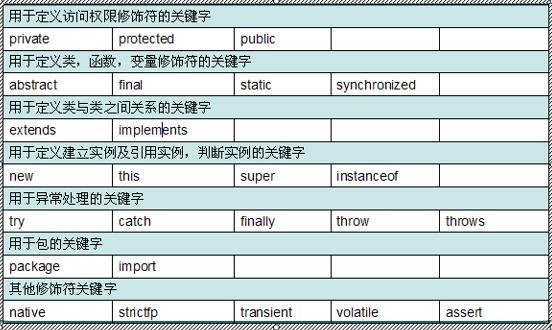 用于定义访问权限修饰符的关键字
private protected public
用于定义类，函数，变量修饰符的关键字
abstract final static synchronized
用于定义类与类之间关系的关键字
extends implements
用于定义建立实例及引用实例，判断实例的关键字
new this super instanceof
用于异常处理的关键字
try catch finally throw throws
用于包的关键字
package import
其他修饰符关键字
native strictfp transient volatile assert